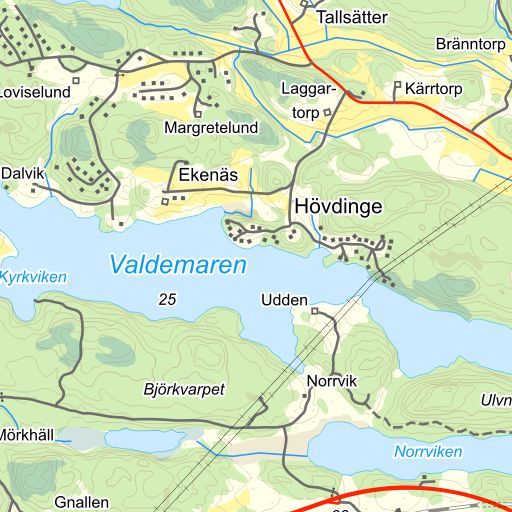 Tallsätter
Bränntorp
Loviselund
Laggar-
torp
Kärrtorp
Margretelund
Dalvik
Ekenäs
Hövdinge
Valdemaren
Kyrkviken
25
Udden
Björkvarpet
Norrvik
Ulvn
Mörkhäll
Norrviken
Gnallen